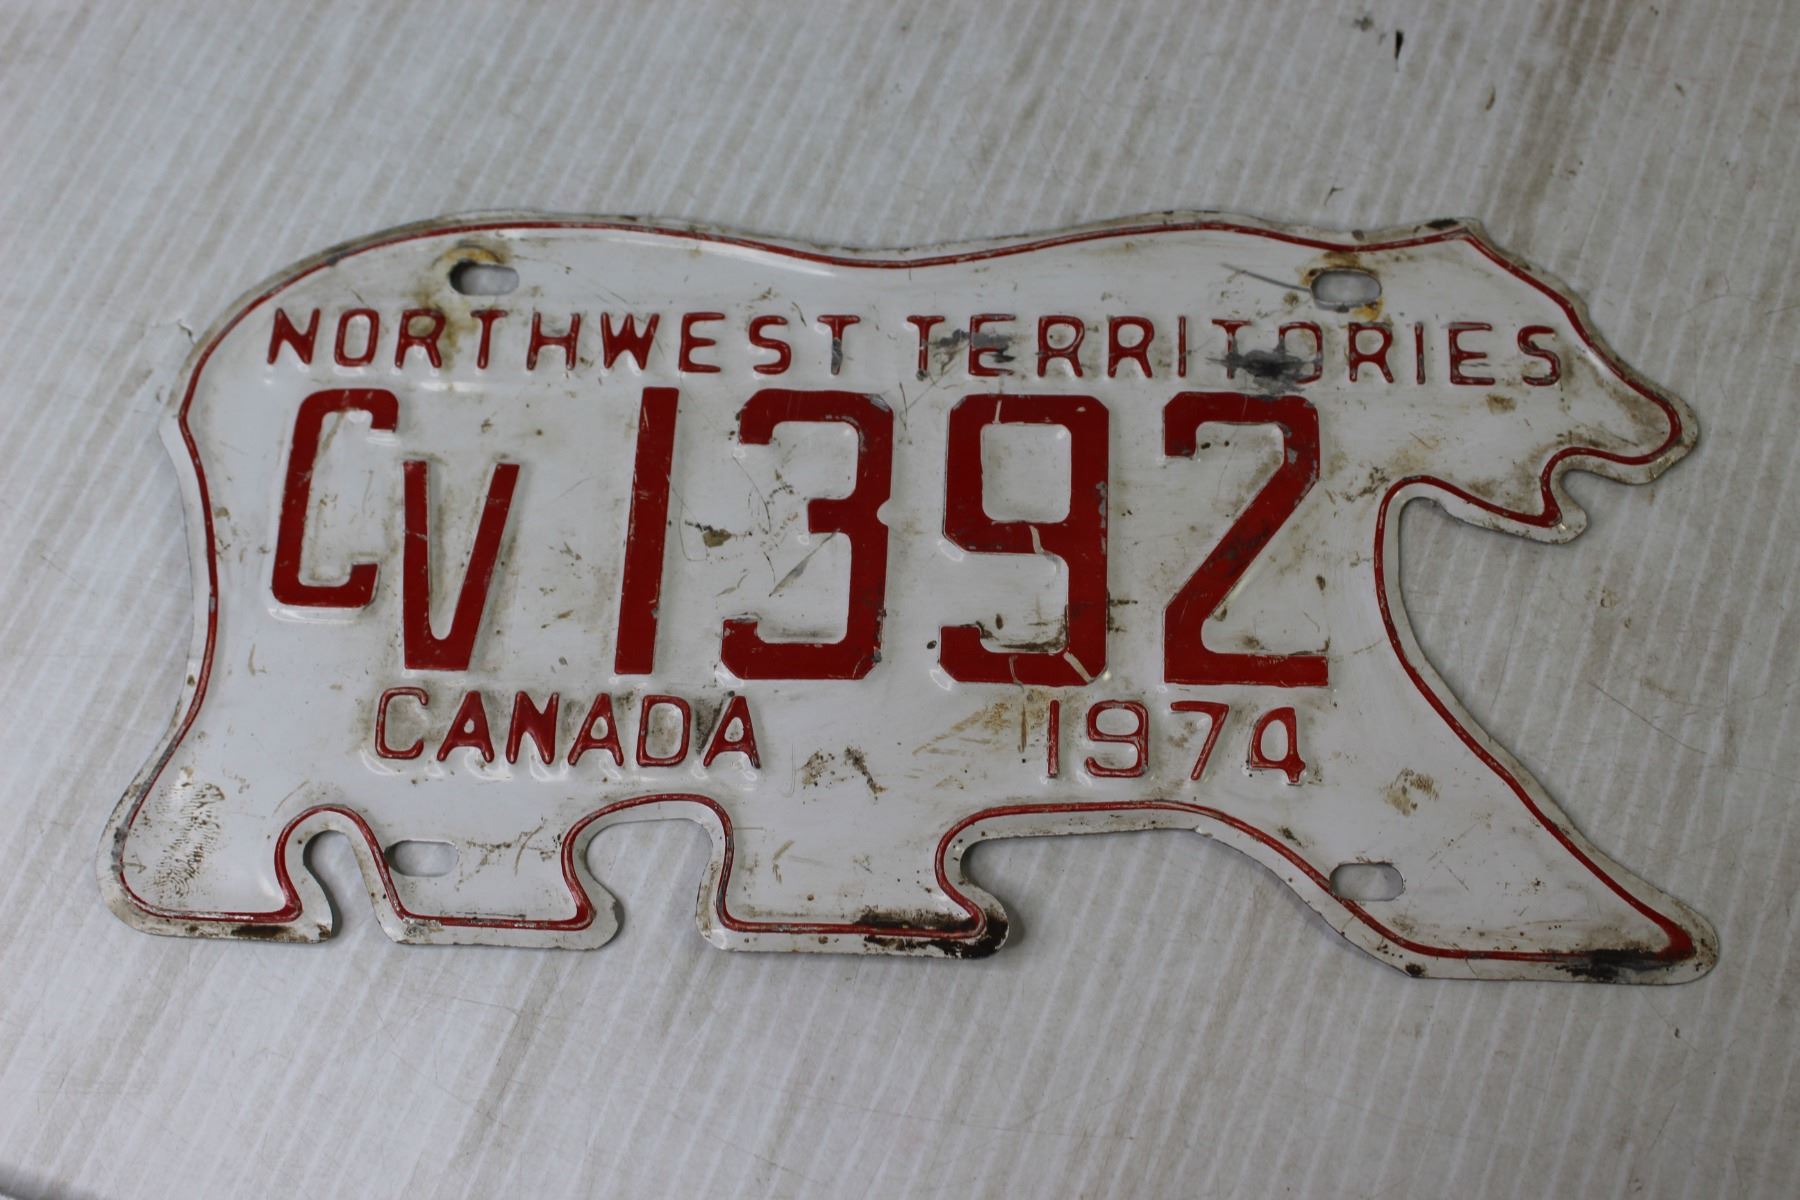 NORTHWEST TERRITORIES
CV 1392
CANADA 1974